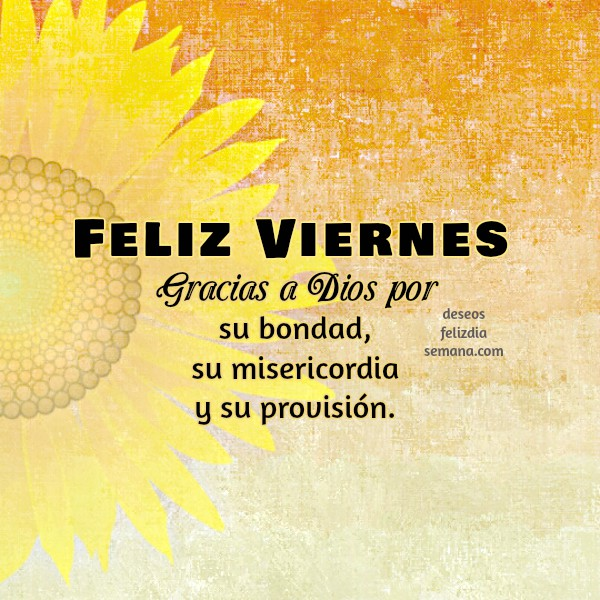 Feliz Viernes
Gracias a Dios por
su bondad,
su misericordia
y su provisión.
deseos
felizdia
semana.com